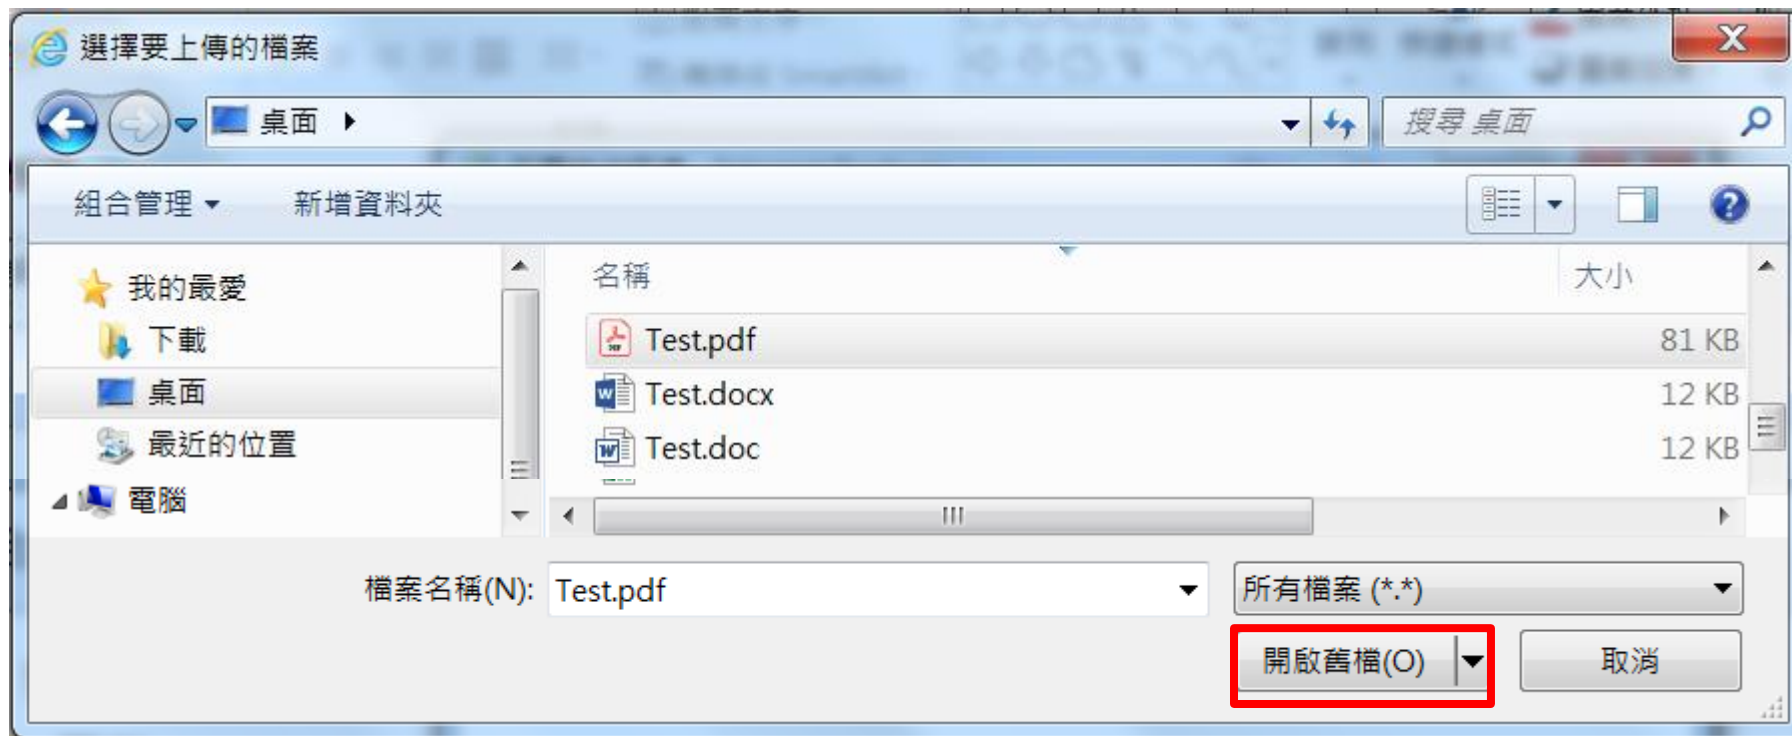 選擇要上傳的檔案
桌面
搜尋 桌面
組合管理 新增資料夾
名稱 大小
我的最愛
下載
桌面
最近的位置
電腦
Test.pdf 81 KB
Test.docx 12 KB
Test.doc 12 KB
檔案名稱(N): Test.pdf 所有檔案 (*.*)
開啟舊檔(O) 取消